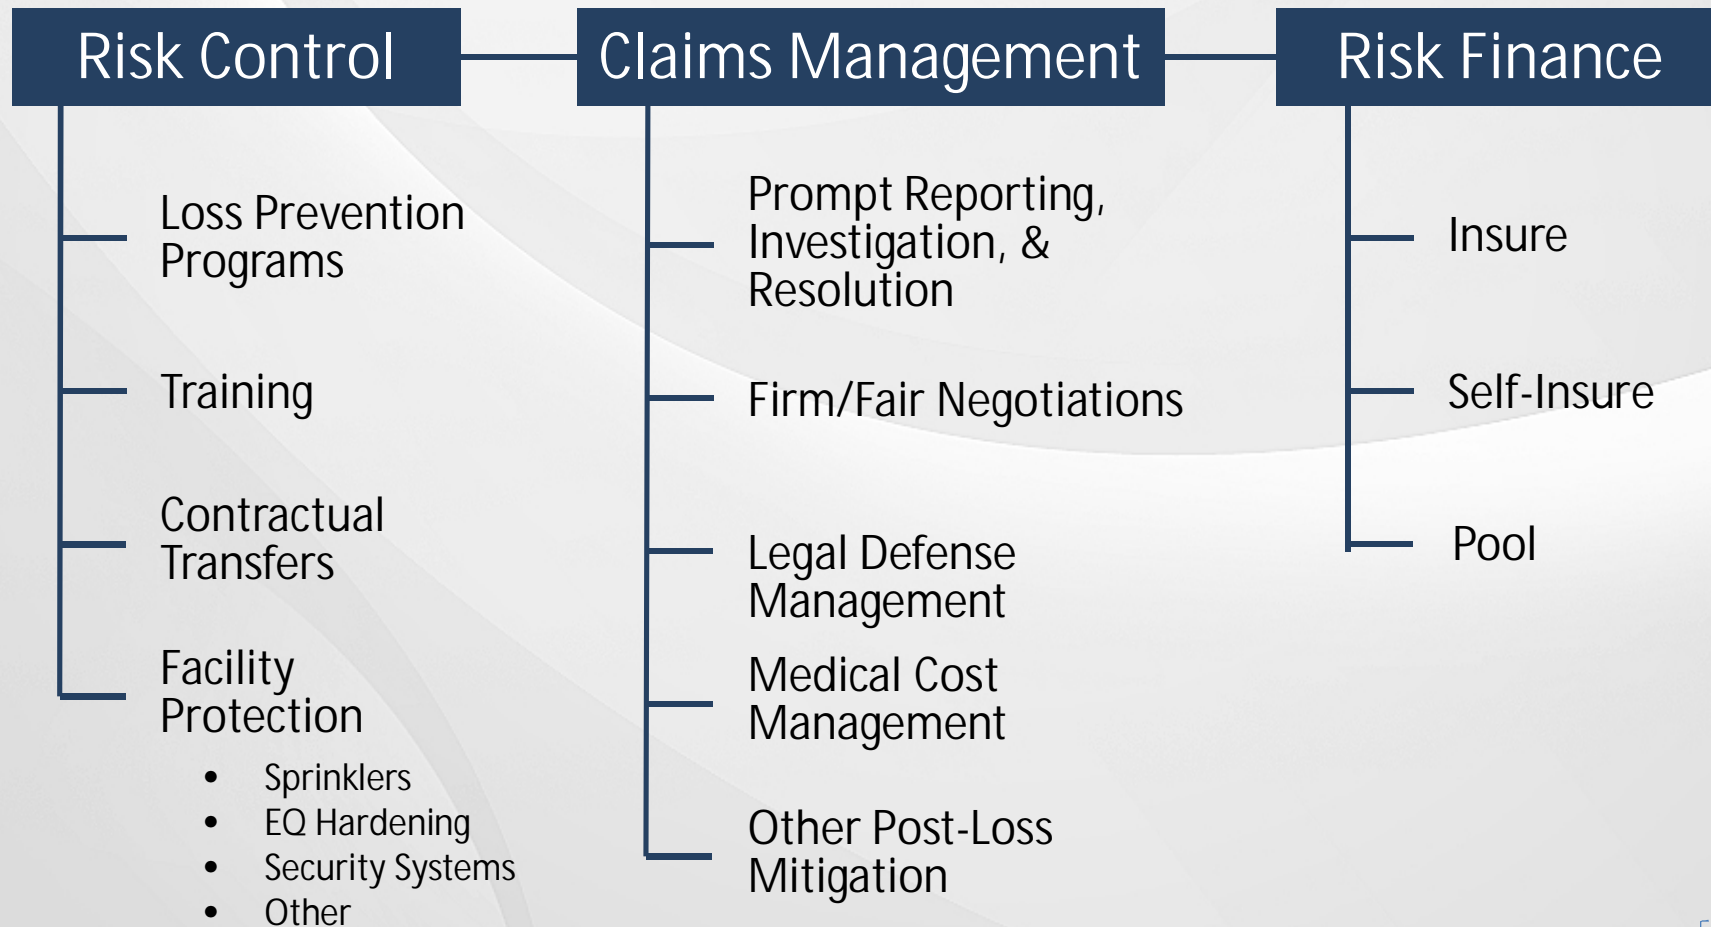 Risk Control
Claims Management
Risk Finance
Loss Prevention
Programs
Training
Contractual
Transfers
Facility
Protection
• Sprinklers
• EQ Hardening
• Security Systems
• Other
Prompt Reporting,
Investigation, &
Resolution
Firm/Fair Negotiations
Legal Defense
Management
Medical Cost
Management
Other Post-Loss
Mitigation
Insure
Self-Insure
Pool